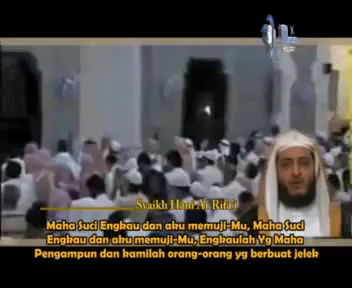 Syaikh Hani Ar Rifa'i
Maha Suci Engkau dan aku memuji-Mu, Maha Suci
Engkau dan aku memuji-Mu, Engkaulah Yg Maha
Pengampun dan kamilah orang-orang yg berbuat jelek